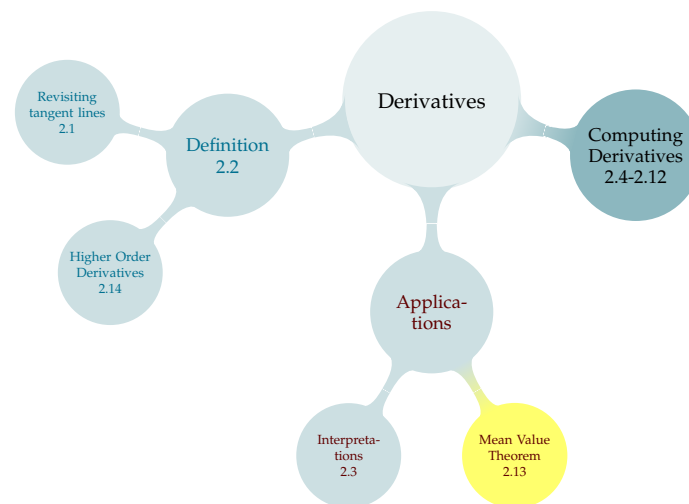 Derivatives
Revisiting
tangent lines
2.1
Definition
2.2
Computing
Derivatives
2.4-2.12
Higher Order
Derivatives
2.14
Applica-
tions
Interpreta-
tions
2.3
Mean Value
Theorem
2.13